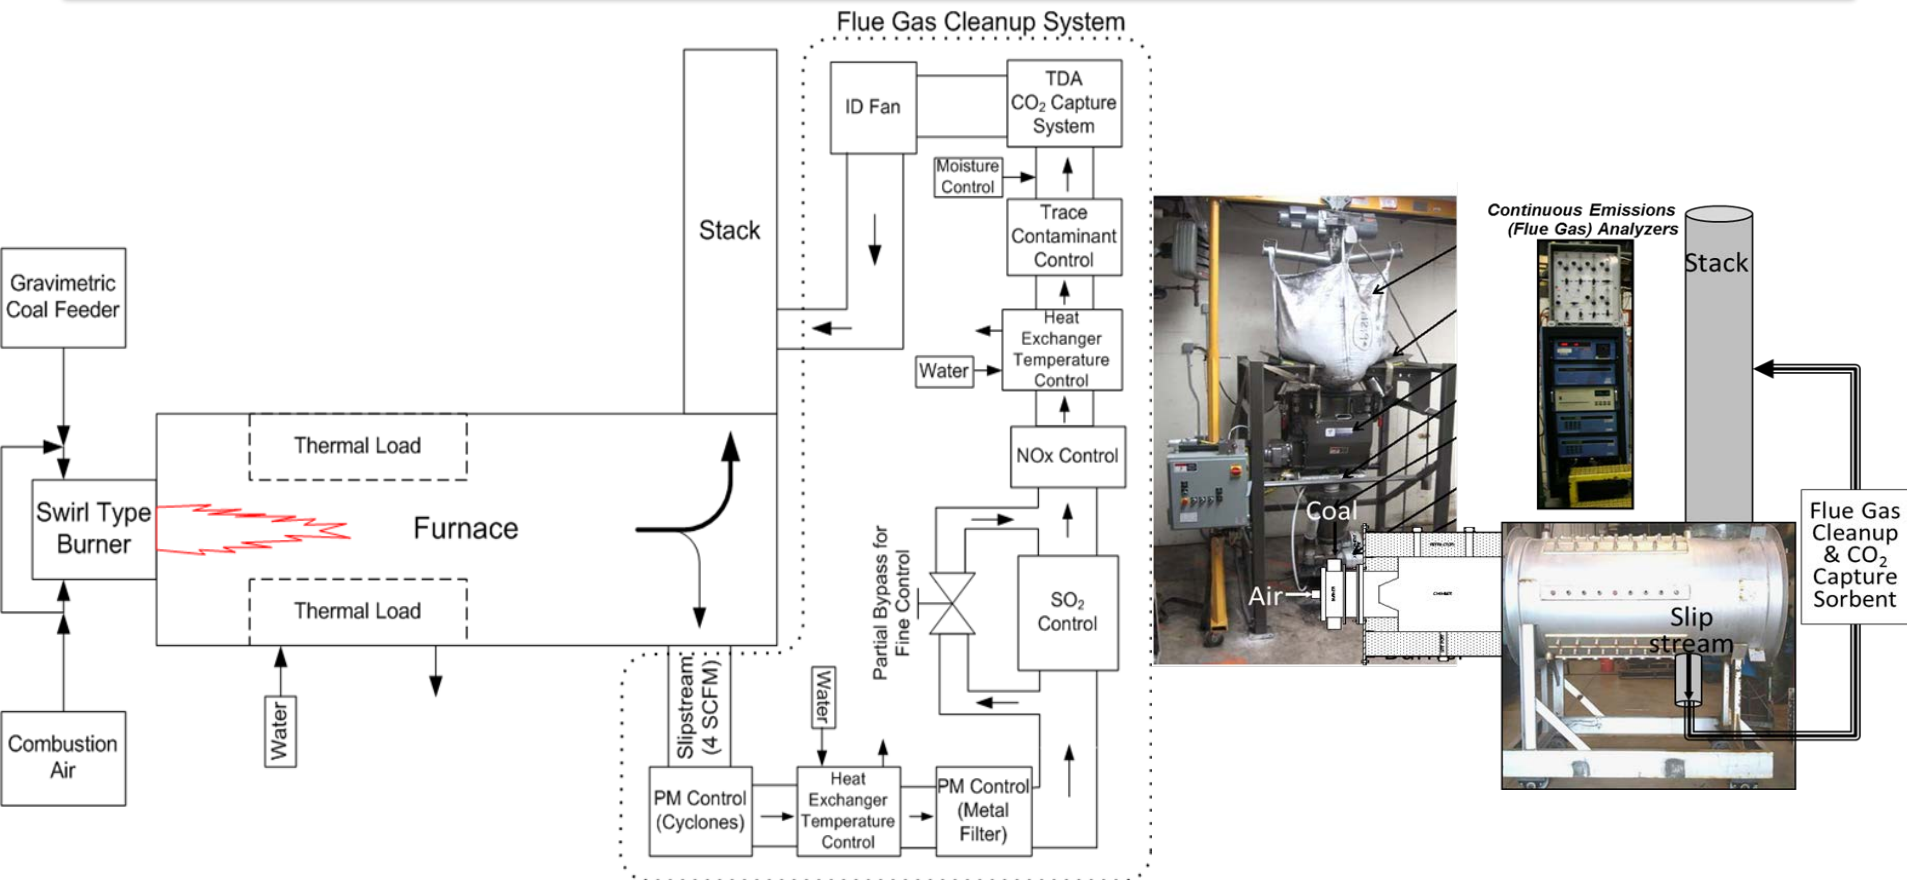 Flue Gas Cleanup System
ID Fan
TDA
CO₂ Capture
System
Moisture
Control
Trace
Contaminant
Control
Stack
Heat
Exchanger
Temperature
Control
Water
Gravimetric
Coal Feeder
Thermal Load
NOx Control
Swirl Type
Burner
Furnace
Thermal Load
Partial Bypass for
Fine Control
SO₂
Control
Combustion
Air
Water
Slipstream
(4 SCFM)
Water
PM Control
(Cyclones)
Heat
Exchanger
Temperature
Control
PM Control
(Metal
Filter)
Continuous Emissions
(Flue Gas) Analyzers
Stack
Coal
Air
Flue Gas
Cleanup
& CO₂
Capture
Sorbent
Slip
stream